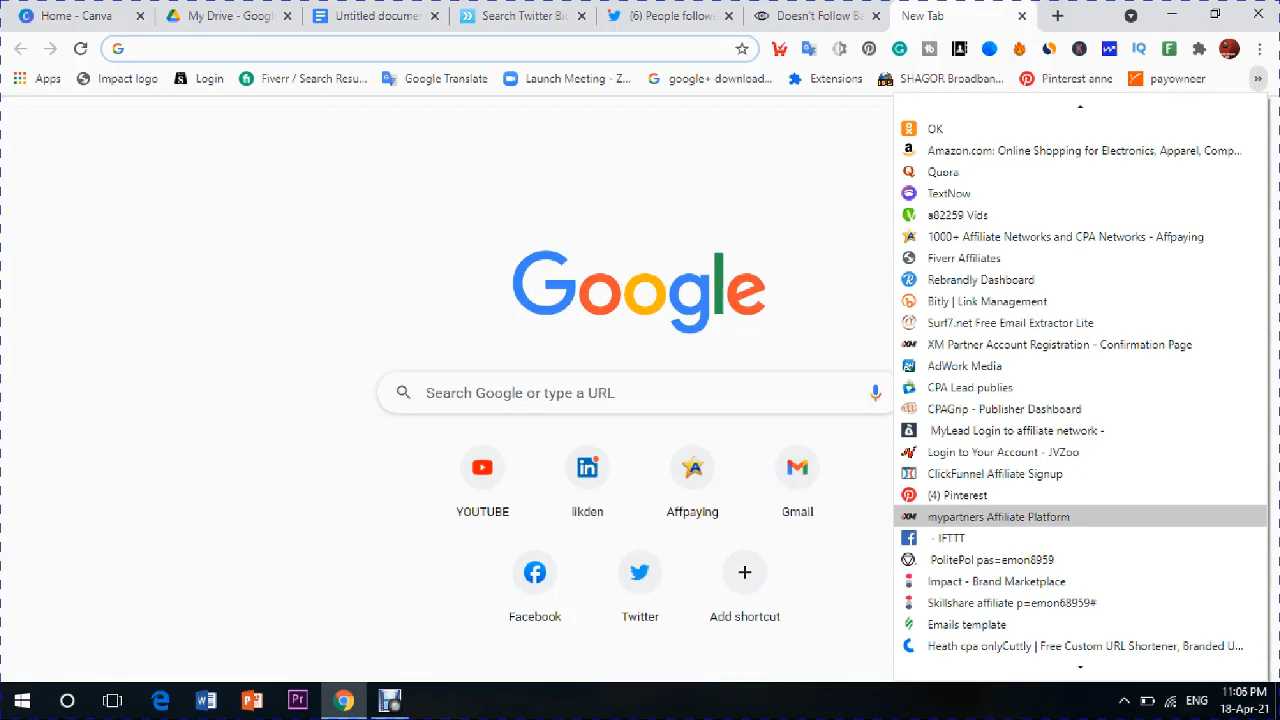 Home - Canva
My Drive - Googl
Untitled docume
Search Twitter Bi
(6) People follow
Doesn't Follow Ba
New Tab
Apps
Impact logo
Login
Fiverr / Search Resu...
Google Translate
Launch Meeting - Z...
google+ download...
Extensions
SHAGOR Broadban...
Pinterest anne
payowneer
»
OK
Amazon.com: Online Shopping for Electronics, Apparel, Comp...
Quora
TextNow
a82259 Vids
1000+ Affiliate Networks and CPA Networks - Affpaying
Fiverr Affiliates
Rebrandly Dashboard
Bitly | Link Management
Surf7.net Free Email Extractor Lite
XM Partner Account Registration - Confirmation Page
AdWork Media
CPA Lead publies
CPAGrip - Publisher Dashboard
MyLead Login to affiliate network -
Login to Your Account - JVZoo
ClickFunnel Affiliate Signup
(4) Pinterest
mypartners Affiliate Platform
- IFTTT
PolitePol pas=emon8959
Impact - Brand Marketplace
Skillshare affiliate p=emon68959#
Emails template
Heath cpa onlyCuttly | Free Custom URL Shortener, Branded U...
Google
Search Google or type a URL
YOUTUBE
likden
Affpaying
Gmail
Facebook
Twitter
Add shortcut
ENG
11:05 PM
18-Apr-21